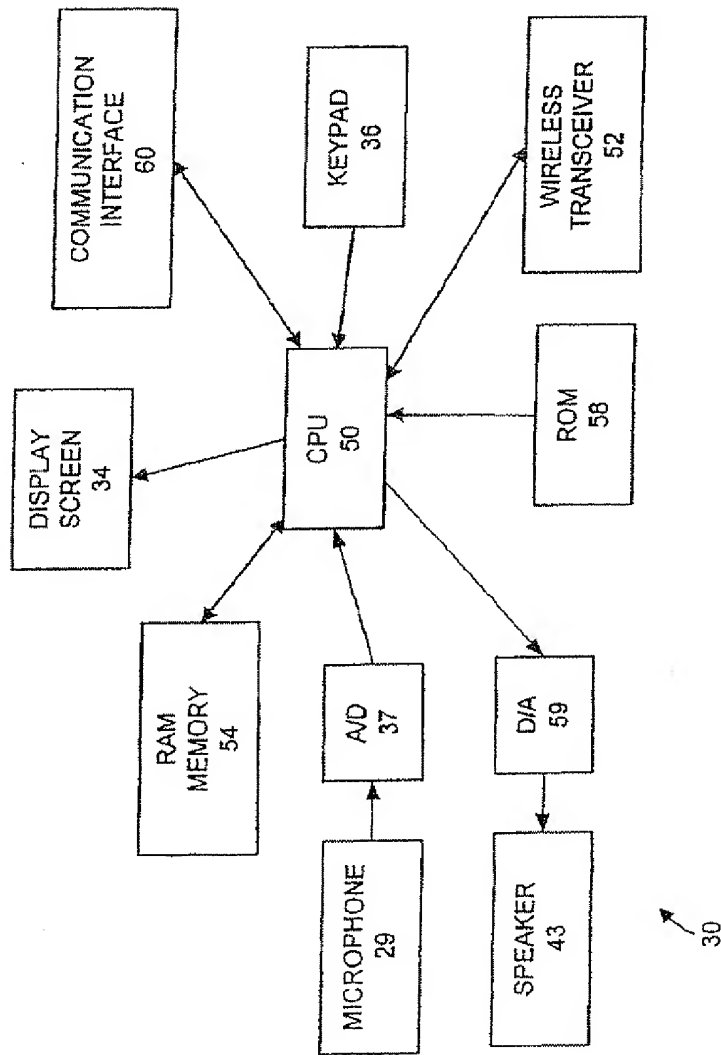 DISPLAY
SCREEN
34
COMMUNICATION
INTERFACE
60
RAM
MEMORY
54
CPU
50
KEYPAD
36
MICROPHONE
29
A/D
37
SPEAKER
43
D/A
59
ROM
58
WIRELESS
TRANSCEIVER
52
30